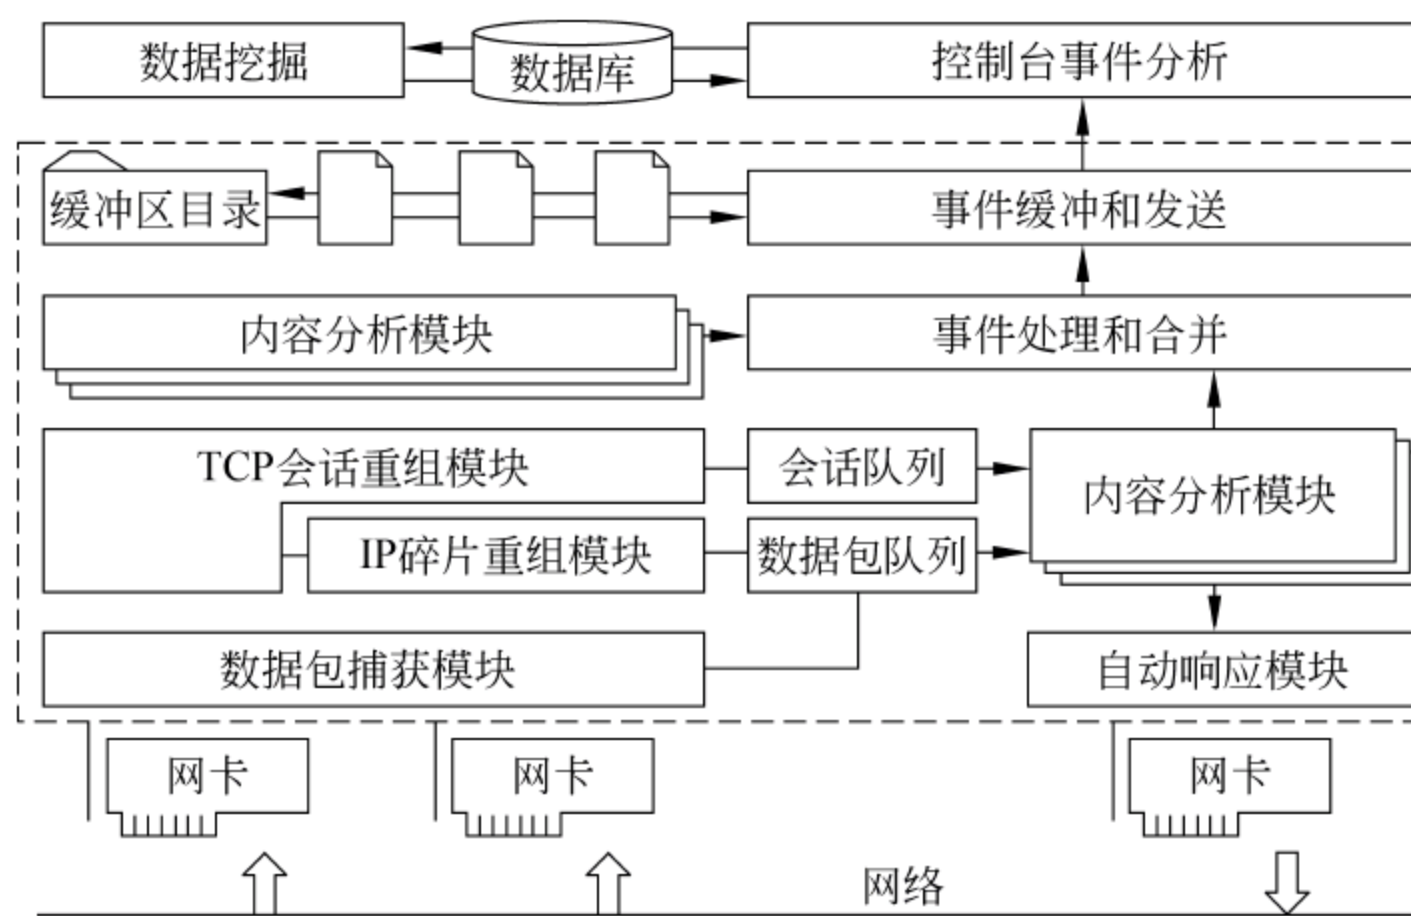 数据挖掘
数据库
控制台事件分析
缓冲区目录
事件缓冲和发送
内容分析模块
事件处理和合并
TCP会话重组模块
会话队列
内容分析模块
IP碎片重组模块
数据包队列
数据包捕获模块
自动响应模块
网卡
网卡
网卡
网络